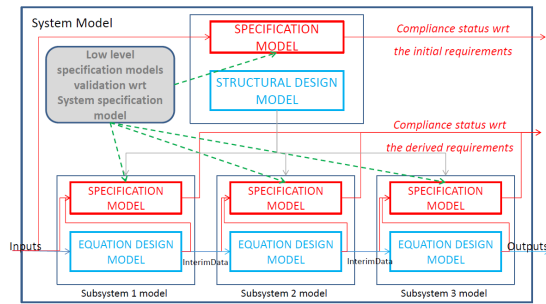 System Model
SPECIFICATION
MODEL
Compliance status wrt
the initial requirements
Low level
specification models
validation wrt
System specification
model
STRUCTURAL DESIGN
MODEL
Compliance status wrt
the derived requirements
SPECIFICATION
MODEL
SPECIFICATION
MODEL
SPECIFICATION
MODEL
Inputs
EQUATION DESIGN
MODEL
InterimData
EQUATION DESIGN
MODEL
InterimData
EQUATION DESIGN
MODEL
Outputs
Subsystem 1 model
Subsystem 2 model
Subsystem 3 model